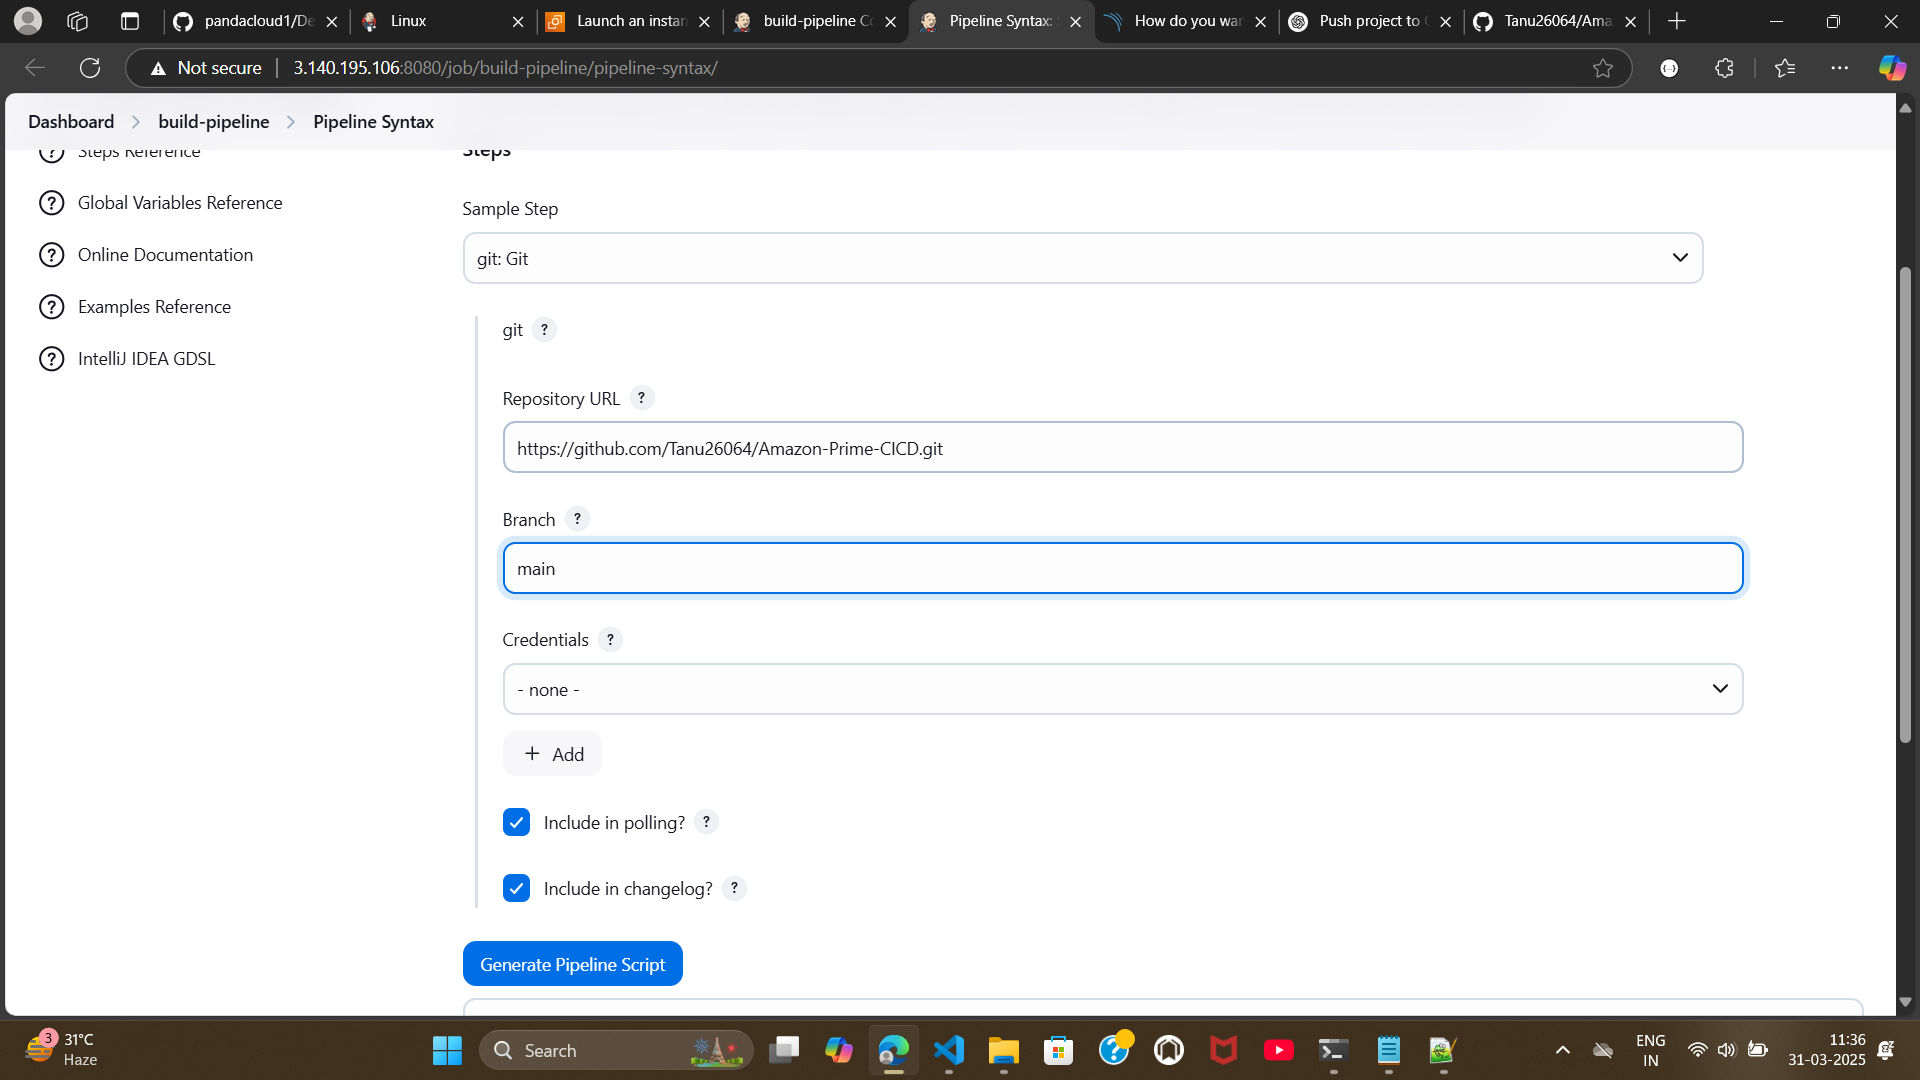 pandacloud1/De
Linux
Launch an instan
build-pipeline Co
Pipeline Syntax:
How do you wan
Push project to
Tanu26064/Ama
Not secure
3.140.195.106:8080/job/build-pipeline/pipeline-syntax/
Dashboard
build-pipeline
Pipeline Syntax
Steps Reference
Global Variables Reference
Online Documentation
Examples Reference
IntelliJ IDEA GDSL
Steps
Sample Step
git: Git
git ?
Repository URL ?
https://github.com/Tanu26064/Amazon-Prime-CICD.git
Branch ?
main
Credentials ?
- none -
+ Add
Include in polling? ?
Include in changelog? ?
Generate Pipeline Script
3
31°C
Haze
Search
ENG
IN
11:36
31-03-2025